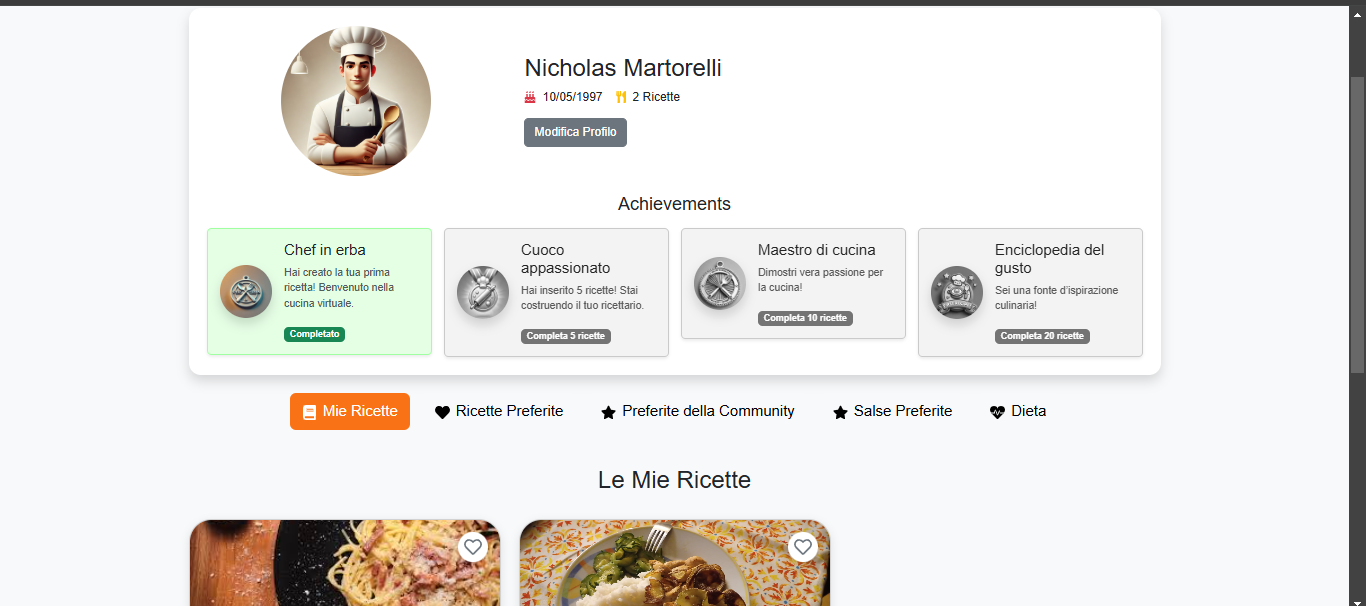 Nicholas Martorelli
10/05/1997 2 Ricette
Modifica Profilo
Achievements
Chef in erba
Hai creato la tua prima
ricetta! Benvenuto nella
cucina virtuale.
Completato
Cuoco
appassionato
Hai inserito 5 ricette! Stai
costruendo il tuo ricettario.
Completa 5 ricette
Maestro di cucina
Dimostri vera passione per
la cucina!
Completa 10 ricette
Enciclopedia del
gusto
Sei una fonte d'ispirazione
culinaria!
Completa 20 ricette
Mie Ricette Ricette Preferite Preferite della Community Salse Preferite Dieta
Le Mie Ricette